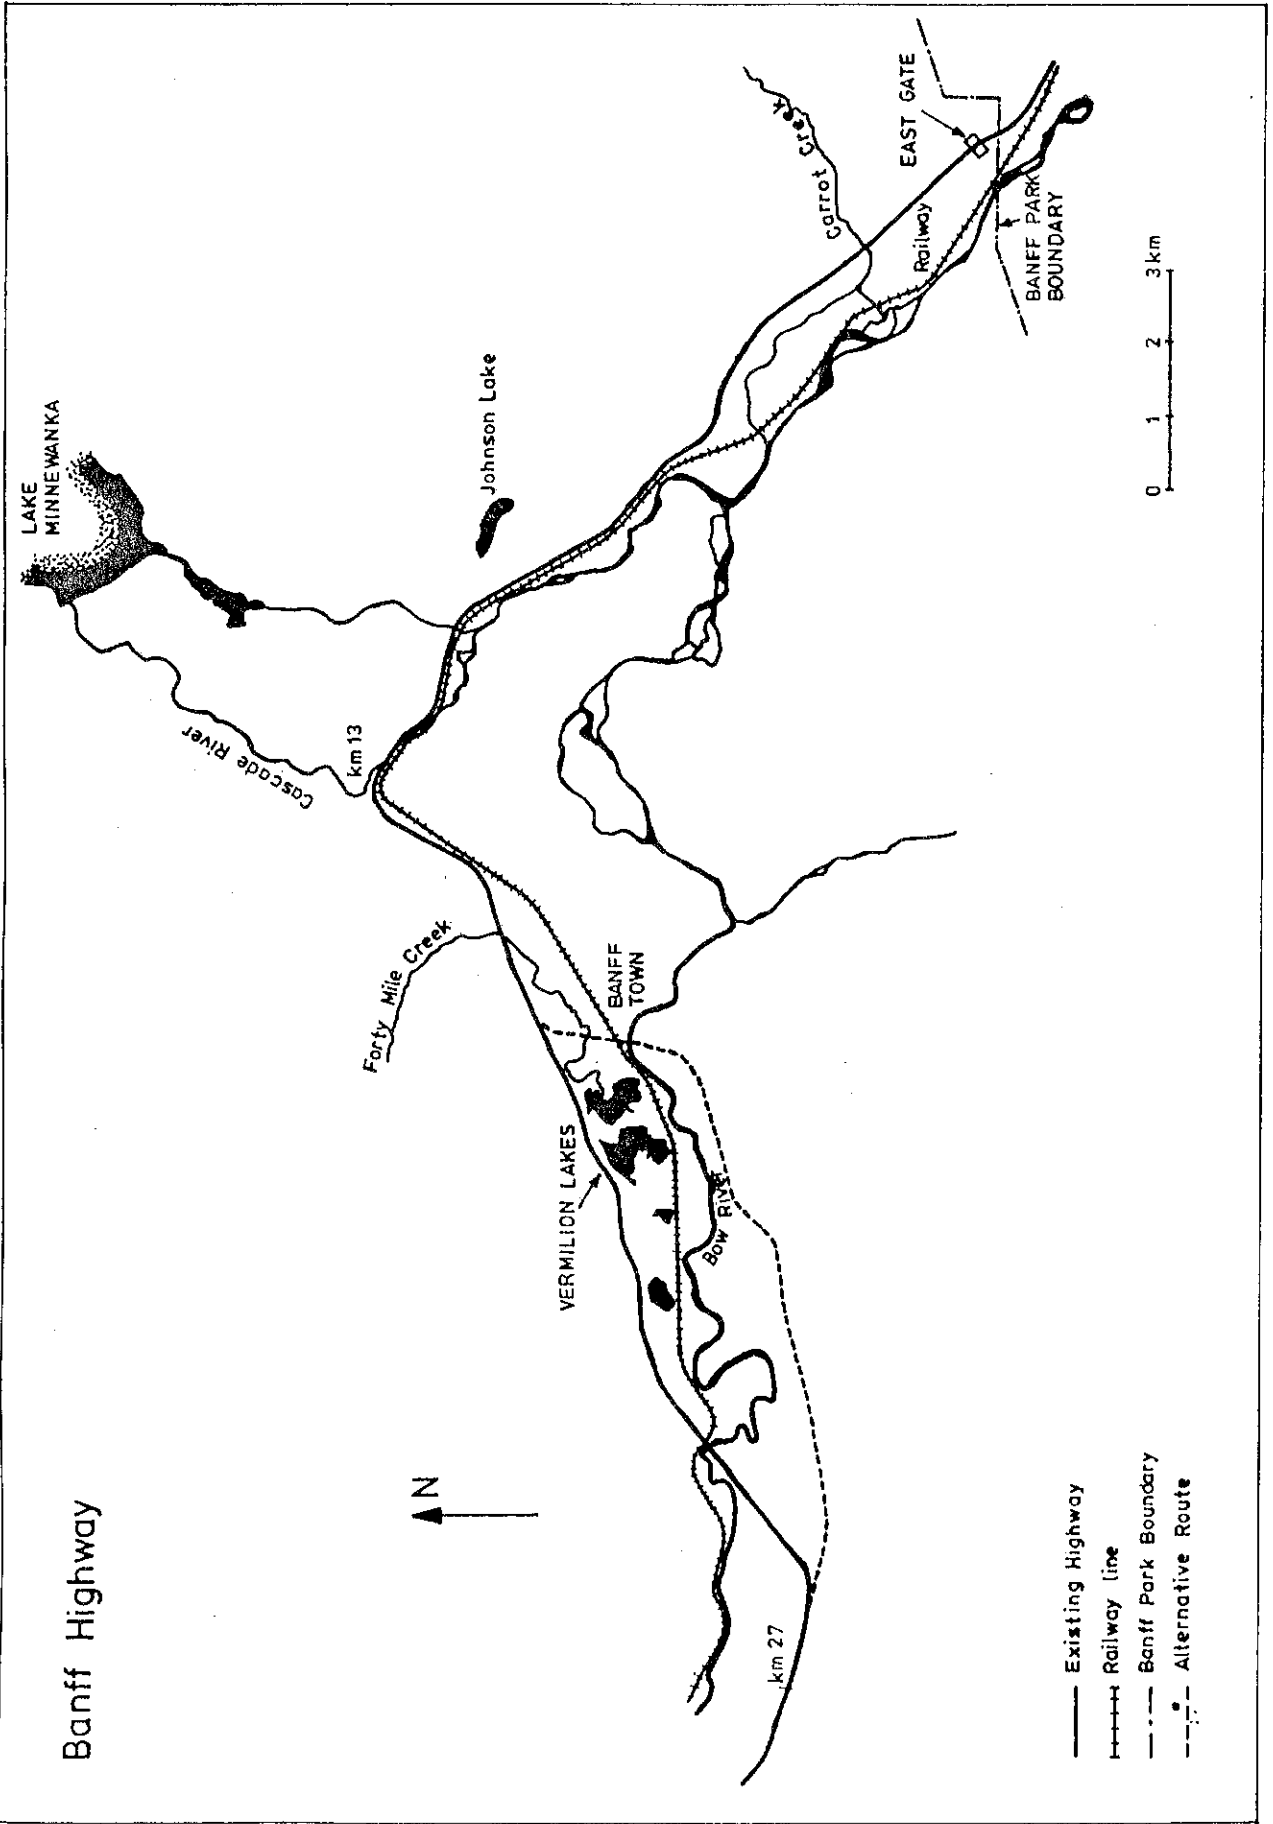 Banff Highway
N
LAKE
MINNEWANKA
Cascade River
km 13
Johnson Lake
Forty Mile Creek
BANFF
TOWN
VERMILION LAKES
Bow River
km 27
Carrot Creek
EAST GATE
Railway
BANFF PARK
BOUNDARY
0 1 2 3 km
Existing Highway
Railway line
Banff Park Boundary
Alternative Route